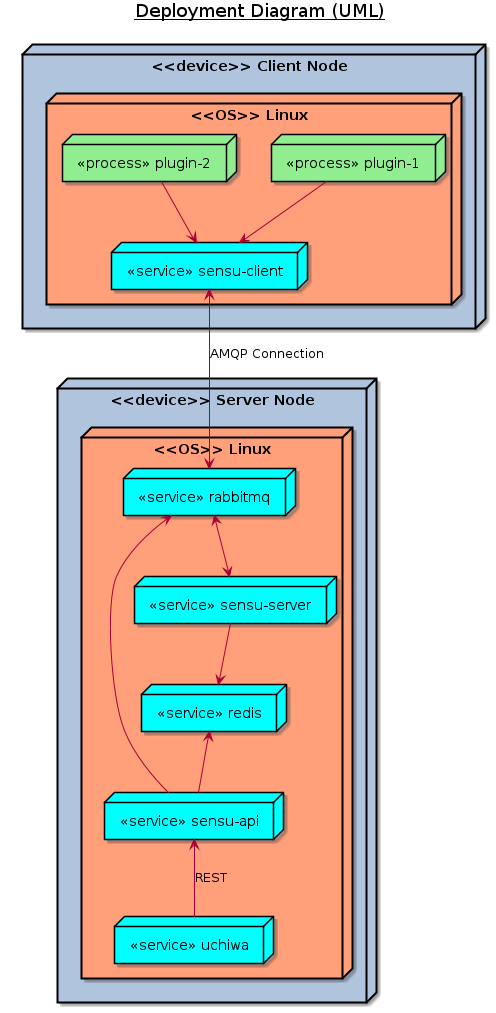 Deployment Diagram (UML)
<<device>> Client Node
<<OS>> Linux
«process» plugin-2
«process» plugin-1
«service» sensu-client
AMQP Connection
<<device>> Server Node
<<OS>> Linux
«service» rabbitmq
«service» sensu-server
«service» redis
«service» sensu-api
REST
«service» uchiwa